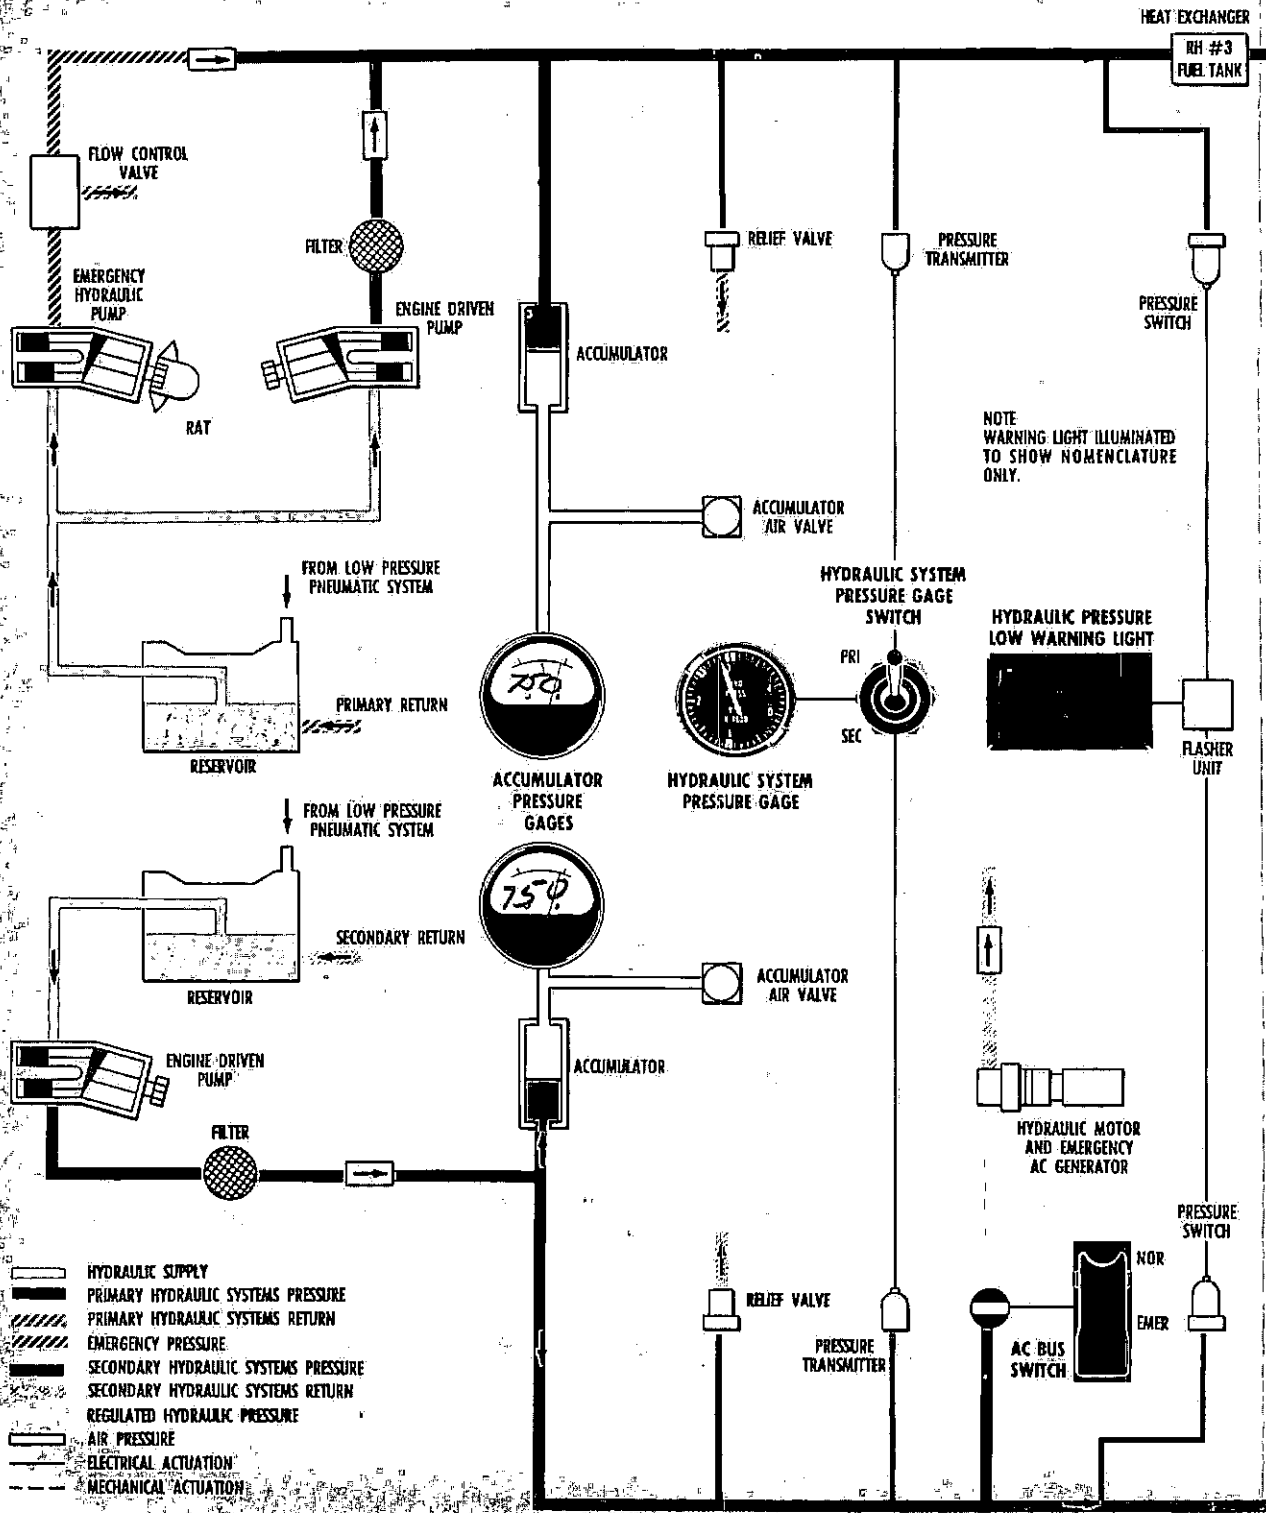 HEAT EXCHANGER
RH #3
FUEL TANK
FLOW CONTROL
VALVE
FILTER
RELIEF VALVE
PRESSURE
TRANSMITTER
EMERGENCY
HYDRAULIC
PUMP
ENGINE DRIVEN
PUMP
PRESSURE
SWITCH
ACCUMULATOR
RAT
NOTE
WARNING LIGHT ILLUMINATED
TO SHOW NOMENCLATURE
ONLY.
ACCUMULATOR
AIR VALVE
FROM LOW PRESSURE
PNEUMATIC SYSTEM
HYDRAULIC SYSTEM
PRESSURE GAGE
SWITCH
HYDRAULIC PRESSURE
LOW WARNING LIGHT
PRI
SEC
750
PRIMARY RETURN
RESERVOIR
ACCUMULATOR
PRESSURE
GAGES
HYDRAULIC SYSTEM
PRESSURE GAGE
FLASHER
UNIT
FROM LOW PRESSURE
PNEUMATIC SYSTEM
750
SECONDARY RETURN
RESERVOIR
ACCUMULATOR
AIR VALVE
ENGINE DRIVEN
PUMP
ACCUMULATOR
FILTER
HYDRAULIC MOTOR
AND EMERGENCY
AC GENERATOR
PRESSURE
SWITCH
NOR
EMER
AC BUS
SWITCH
RELIEF VALVE
PRESSURE
TRANSMITTER
HYDRAULIC SUPPLY
PRIMARY HYDRAULIC SYSTEMS PRESSURE
PRIMARY HYDRAULIC SYSTEMS RETURN
EMERGENCY PRESSURE
SECONDARY HYDRAULIC SYSTEMS PRESSURE
SECONDARY HYDRAULIC SYSTEMS RETURN
REGULATED HYDRAULIC PRESSURE
AIR PRESSURE
ELECTRICAL ACTUATION
MECHANICAL ACTUATION